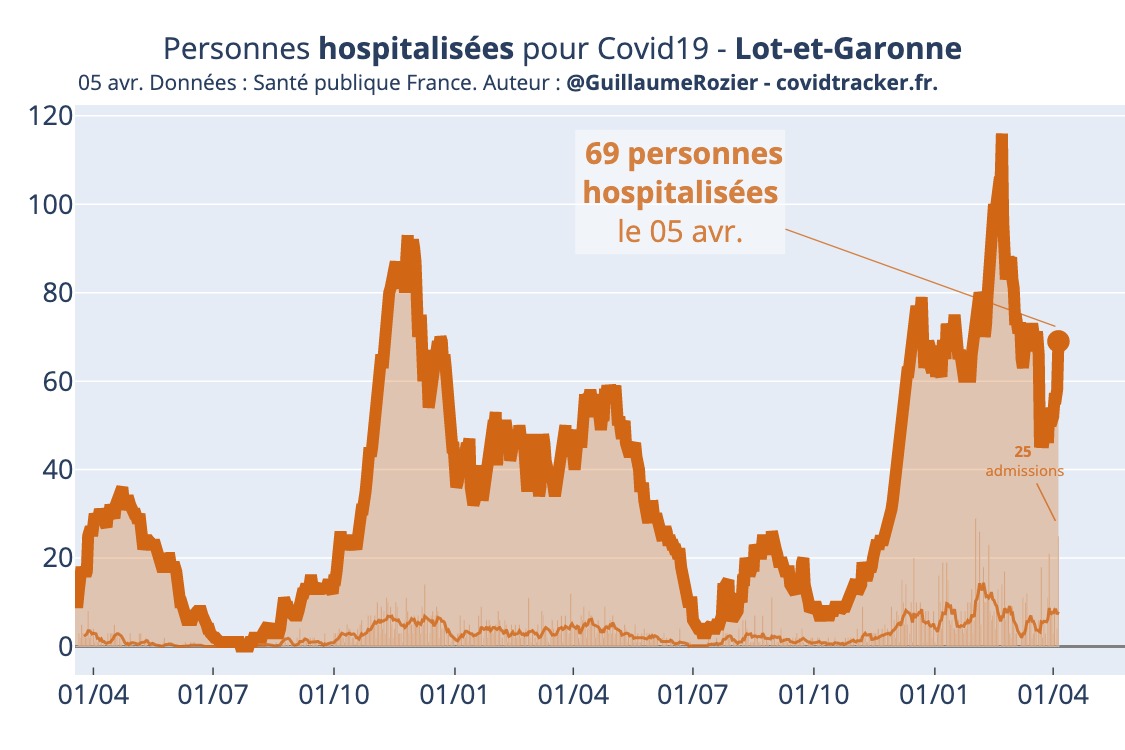 Personnes hospitalisées pour Covid19 - Lot-et-Garonne
05 avr. Données : Santé publique France. Auteur : @GuillaumeRozier - covidtracker.fr.
120
100
80
60
40
20
0
69 personnes
hospitalisées
le 05 avr.
25
admissions
01/04
01/07
01/10
01/01
01/04
01/07
01/10
01/01
01/04